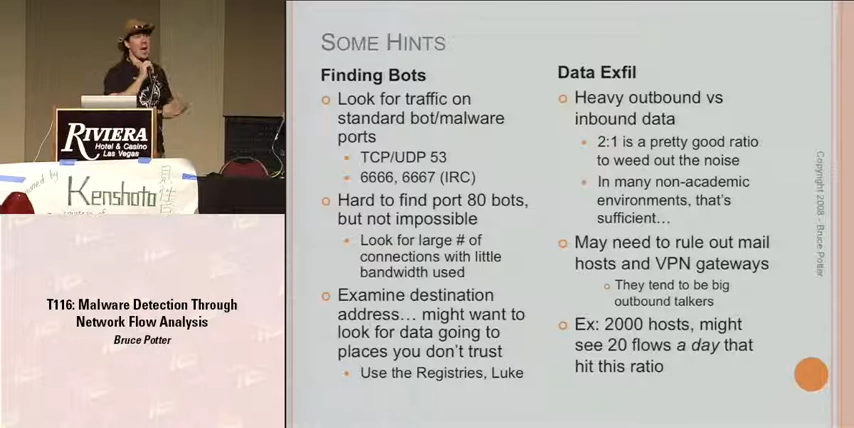 RIVIERA
Hotel & Casino
Las Vegas
Kenshoto
T116: Malware Detection Through
Network Flow Analysis
Bruce Potter
SOME HINTS
Finding Bots
Look for traffic on
standard bot/malware
ports
TCP/UDP 53
6666, 6667 (IRC)
Hard to find port 80 bots,
but not impossible
Look for large # of
connections with little
bandwidth used
Examine destination
address... might want to
look for data going to
places you don't trust
Use the Registries, Luke
Data Exfil
Heavy outbound vs
inbound data
2:1 is a pretty good ratio
to weed out the noise
In many non-academic
environments, that's
sufficient...
May need to rule out mail
hosts and VPN gateways
They tend to be big
outbound talkers
Ex: 2000 hosts, might
see 20 flows a day that
hit this ratio
Copyright 2008 - Bruce Potter